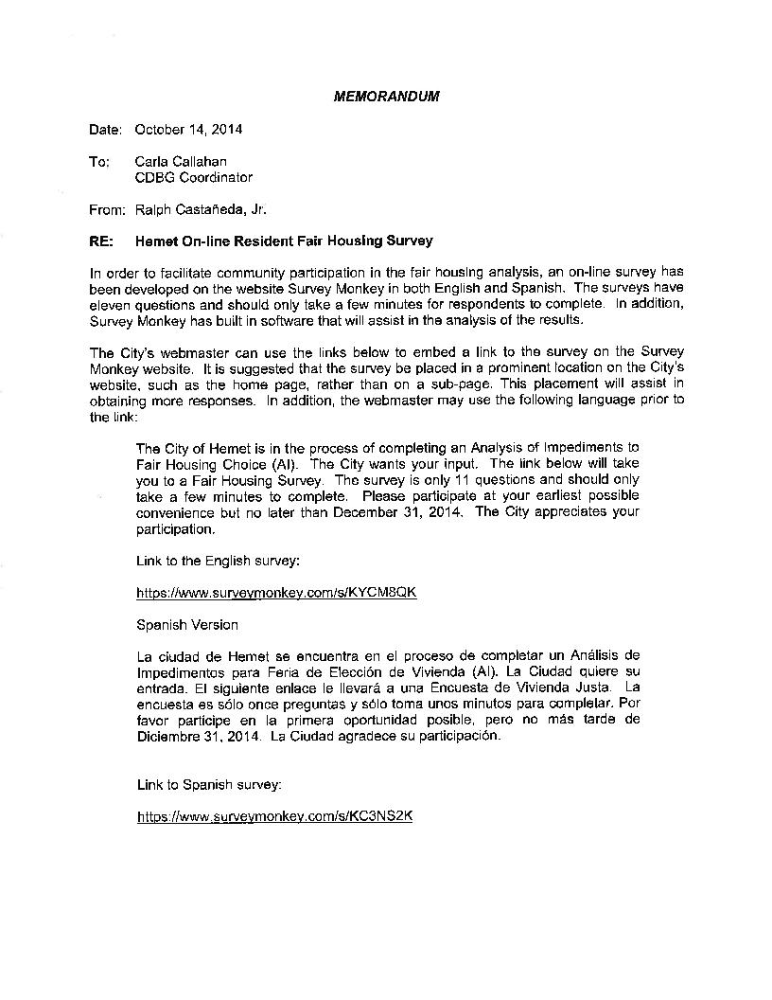 MEMORANDUM
Date: October 14, 2014
To: Carla Callahan
CDBG Coordinator
From: Ralph Castañeda, Jr.
RE: Hemet On-line Resident Fair Housing Survey
In order to facilitate community participation in the fair housing analysis, an on-line survey has
been developed on the website Survey Monkey in both English and Spanish. The surveys have
eleven questions and should only take a few minutes for respondents to complete. In addition,
Survey Monkey has built in software that will assist in the analysis of the results.
The City's webmaster can use the links below to embed a link to the survey on the Survey
Monkey website. It is suggested that the survey be placed in a prominent location on the City's
website, such as the home page, rather than on a sub-page. This placement will assist in
obtaining more responses. In addition, the webmaster may use the following language prior to
the link:
The City of Hemet is in the process of completing an Analysis of Impediments to
Fair Housing Choice (AI). The City wants your input. The link below will take
you to a Fair Housing Survey. The survey is only 11 questions and should only
take a few minutes to complete. Please participate at your earliest possible
convenience but no later than December 31, 2014. The City appreciates your
participation.
Link to the English survey:
https://www.surveymonkey.com/s/KYCM8QK
Spanish Version
La ciudad de Hemet se encuentra en el proceso de completar un Análisis de
Impedimentos para Feria de Elección de Vivienda (AI). La Ciudad quiere su
entrada. El siguiente enlace le llevará a una Encuesta de Vivienda Justa. La
encuesta es sólo once preguntas y sólo toma unos minutos para completar. Por
favor participe en la primera oportunidad posible, pero no más tarde de
Diciembre 31, 2014. La Ciudad agradece su participación.
Link to Spanish survey:
https://www.surveymonkey.com/s/KC3NS2K